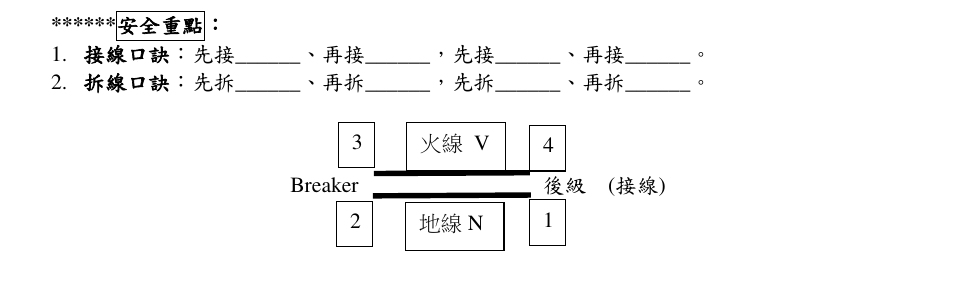 ******安全重點：
1. 接線口訣：先接______、再接______，先接______、再接______。
2. 拆線口訣：先拆______、再拆______，先拆______、再拆______。
3 火線 V 4
Breaker 後級 (接線)
2 地線 N 1